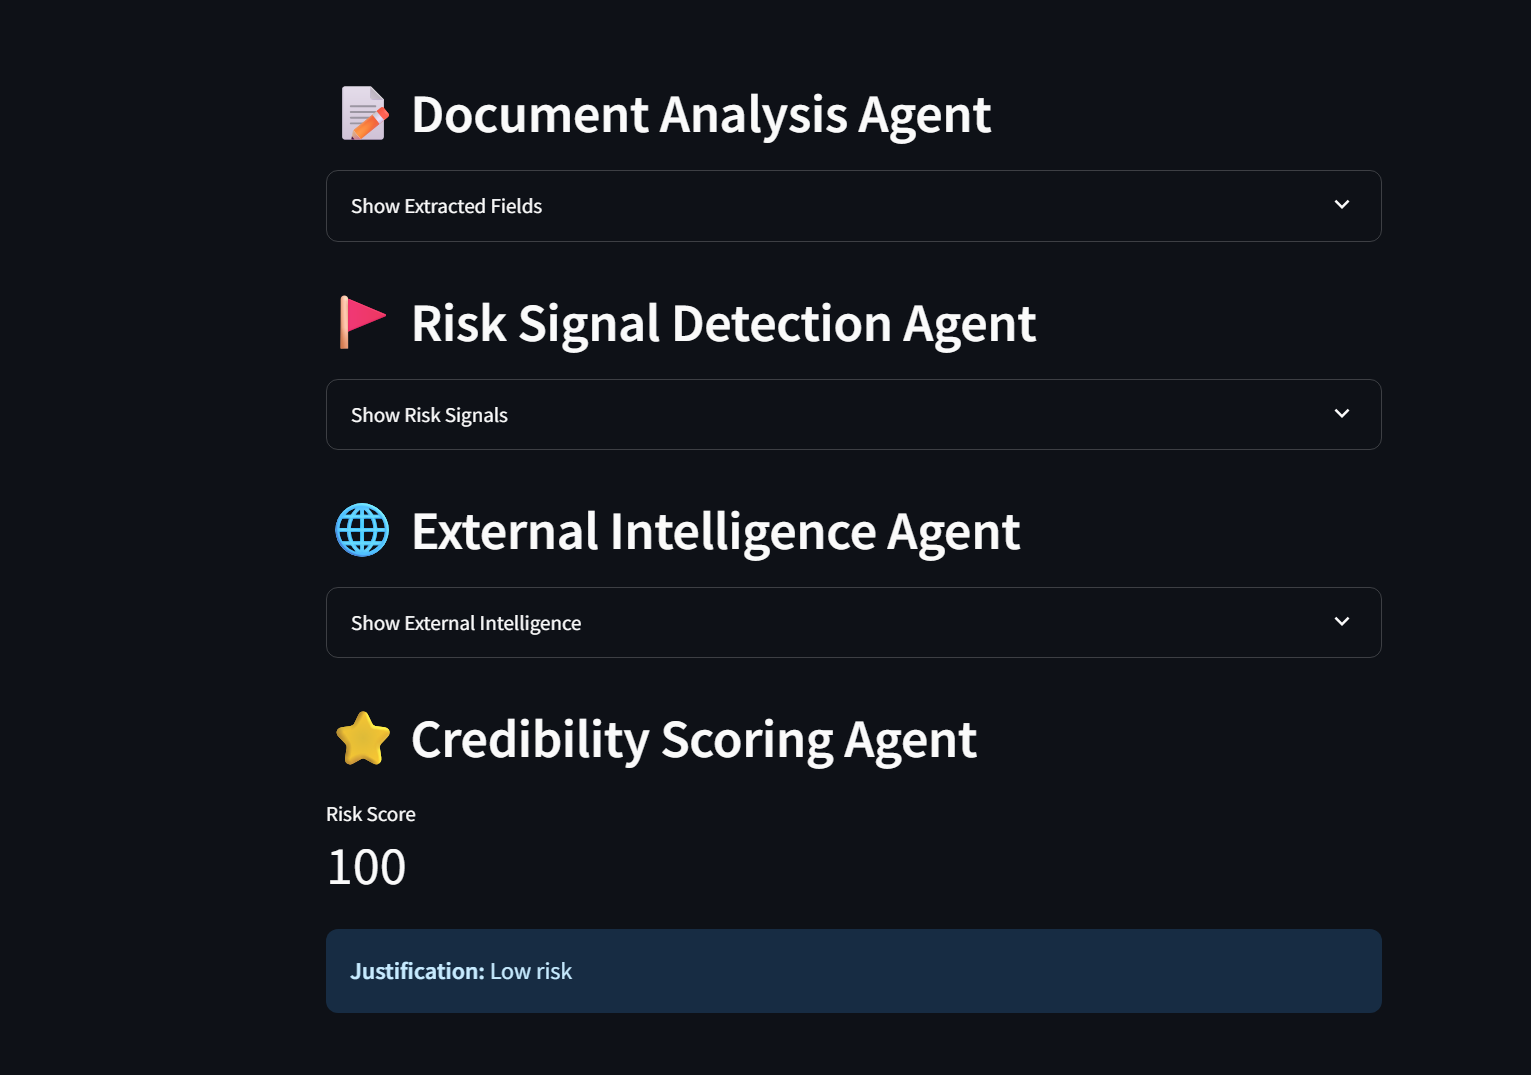 Document Analysis Agent
Show Extracted Fields
Risk Signal Detection Agent
Show Risk Signals
External Intelligence Agent
Show External Intelligence
Credibility Scoring Agent
Risk Score
100
Justification: Low risk